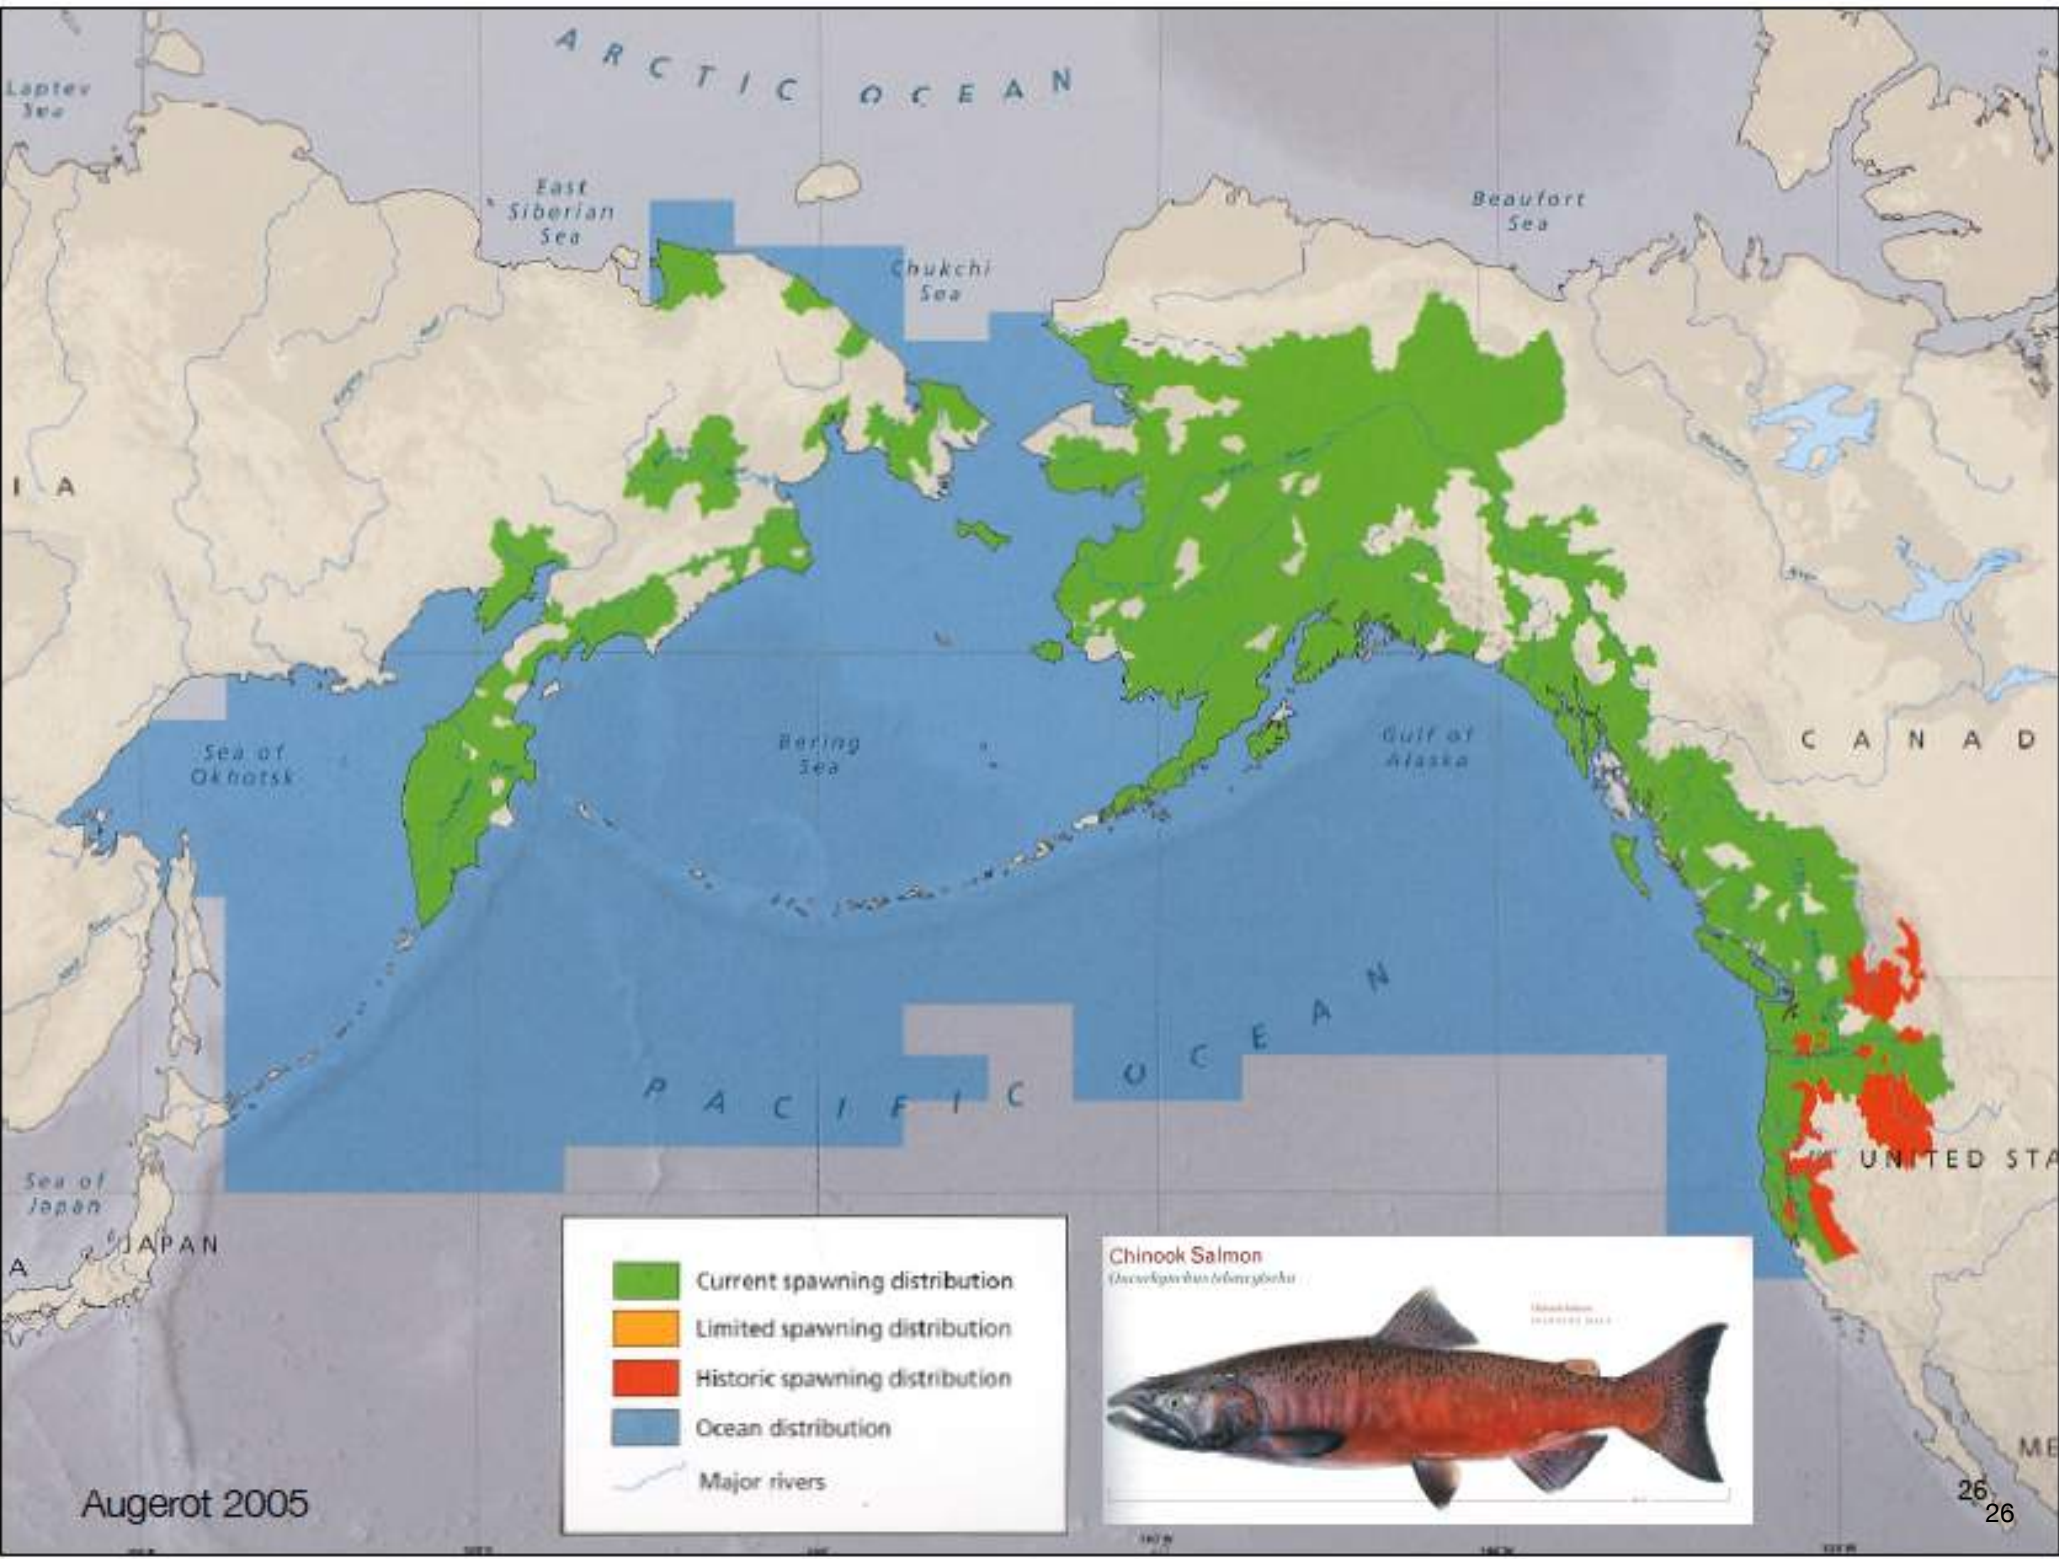 ARCTIC OCEAN
Laptev
Sea
East
Siberian
Sea
Beaufort
Sea
Chukchi
Sea
I A
CANAD
Sea of
Okhotsk
Bering
Sea
Gulf of
Alaska
PACIFIC OCEAN
UNITED STA
Sea of
Japan
JAPAN
A
ME
Current spawning distribution
Limited spawning distribution
Historic spawning distribution
Ocean distribution
Major rivers
Chinook Salmon
Augerot 2005
26
26